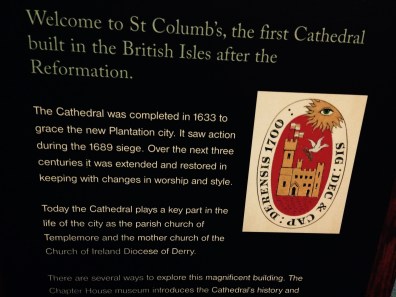 Welcome to St Columb's, the first Cathedral
built in the British Isles after the
Reformation.
The Cathedral was completed in 1633 to
grace the new Plantation city. It saw action
during the 1689 siege. Over the next three
centuries it was extended and restored in
keeping with changes in worship and style.
SIG : DEC & CAP : DERENSIS 1700 :
Today the Cathedral plays a key part in the
life of the city as the parish church of
Templemore and the mother church of the
Church of Ireland Diocese of Derry.
There are several ways to explore this magnificent building. The
Chapter House museum introduces the Cathedral's history and